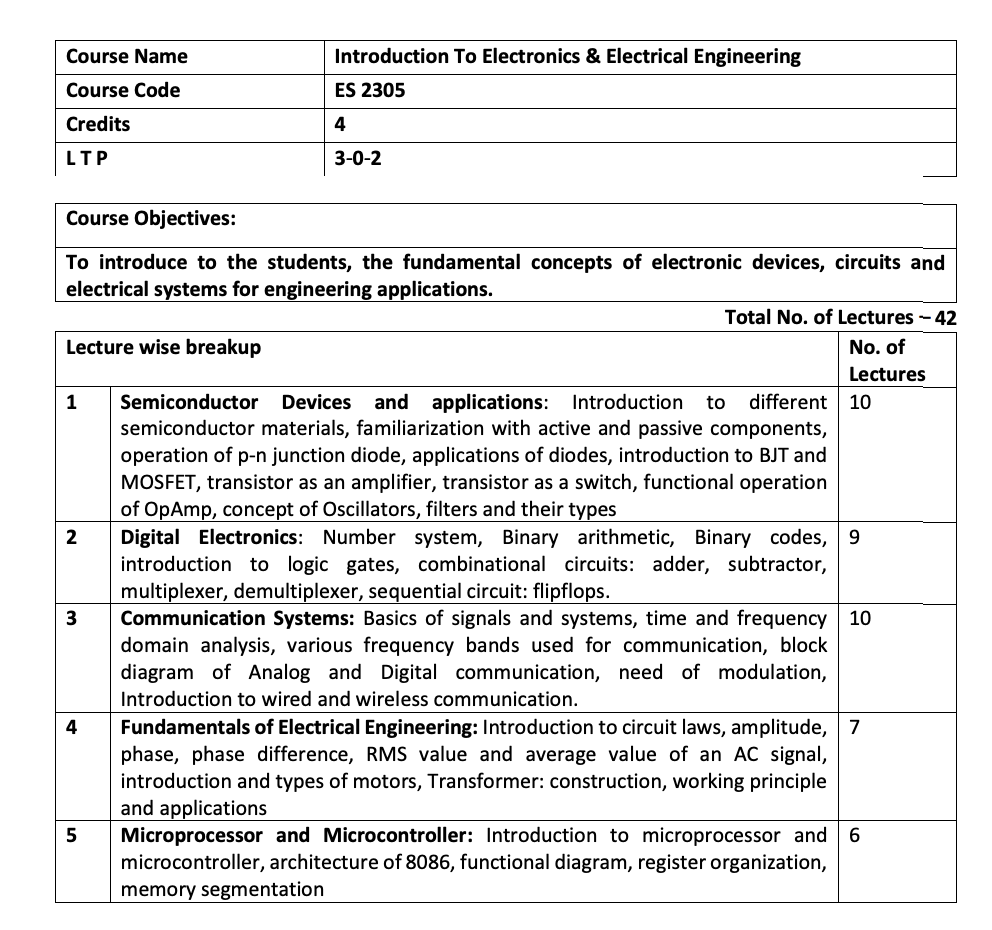 Course Name Introduction To Electronics & Electrical Engineering
Course Code ES 2305
Credits 4
L T P 3-0-2
Course Objectives:
To introduce to the students, the fundamental concepts of electronic devices, circuits and
electrical systems for engineering applications.
Total No. of Lectures – 42
Lecture wise breakup No. of
Lectures
1 Semiconductor Devices and applications: Introduction to different 10
semiconductor materials, familiarization with active and passive components,
operation of p-n junction diode, applications of diodes, introduction to BJT and
MOSFET, transistor as an amplifier, transistor as a switch, functional operation
of OpAmp, concept of Oscillators, filters and their types
2 Digital Electronics: Number system, Binary arithmetic, Binary codes, 9
introduction to logic gates, combinational circuits: adder, subtractor,
multiplexer, demultiplexer, sequential circuit: flipflops.
3 Communication Systems: Basics of signals and systems, time and frequency 10
domain analysis, various frequency bands used for communication, block
diagram of Analog and Digital communication, need of modulation,
Introduction to wired and wireless communication.
4 Fundamentals of Electrical Engineering: Introduction to circuit laws, amplitude, 7
phase, phase difference, RMS value and average value of an AC signal,
introduction and types of motors, Transformer: construction, working principle
and applications
5 Microprocessor and Microcontroller: Introduction to microprocessor and 6
microcontroller, architecture of 8086, functional diagram, register organization,
memory segmentation